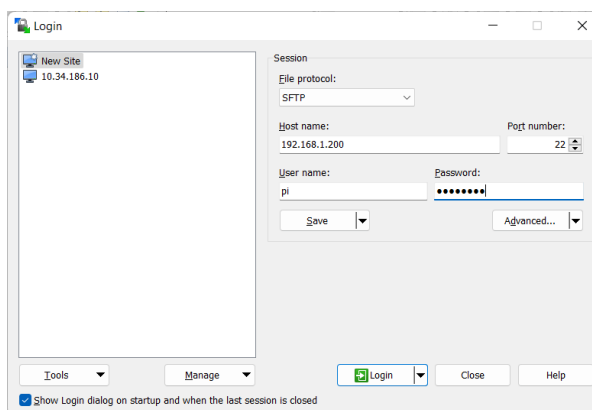 Login
New Site
10.34.186.10
Session
File protocol:
SFTP
Host name:
Port number:
192.168.1.200
22
User name:
Password:
pi
●●●●●●●●
Save
Advanced...
Tools
Manage
Login
Close
Help
Show Login dialog on startup and when the last session is closed